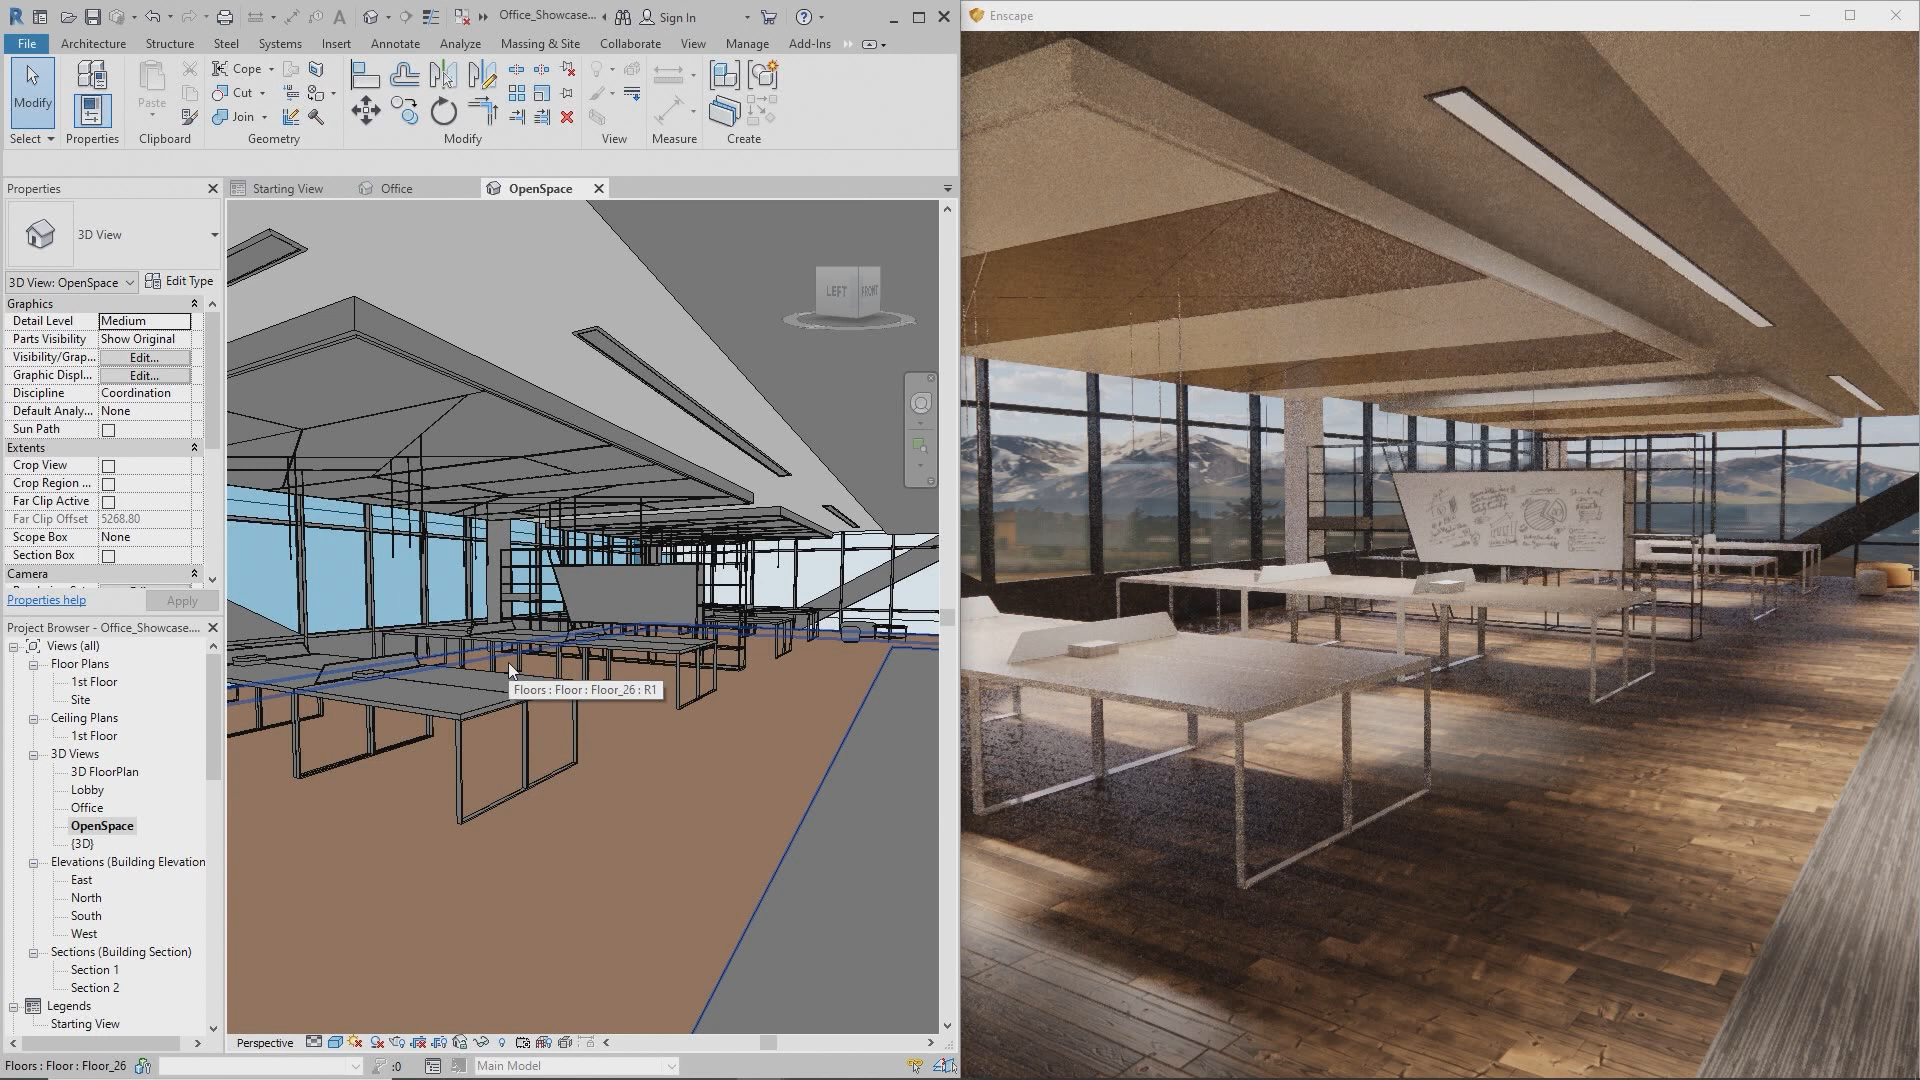 Office_Showcase...
Sign In
Enscape
File
Architecture
Structure
Steel
Systems
Insert
Annotate
Analyze
Massing & Site
Collaborate
View
Manage
Add-Ins
Modify
Paste
Cope
Cut
Join
Select
Properties
Clipboard
Geometry
Modify
View
Measure
Create
Properties
Starting View
Office
OpenSpace
3D View
3D View: OpenSpace
Edit Type
Graphics
Detail Level
Medium
Parts Visibility
Show Original
Visibility/Grap...
Edit...
Graphic Displ...
Edit...
Discipline
Coordination
Default Analy...
None
Sun Path
Extents
Crop View
Crop Region ...
Far Clip Active
Far Clip Offset
5268.80
Scope Box
None
Section Box
Camera
Properties help
Apply
LEFT
FRONT
Floors : Floor : Floor_26 : R1
Project Browser - Office_Showcase....
Views (all)
Floor Plans
1st Floor
Site
Ceiling Plans
1st Floor
3D Views
3D FloorPlan
Lobby
Office
OpenSpace
{3D}
Elevations (Building Elevation
East
North
South
West
Sections (Building Section)
Section 1
Section 2
Legends
Starting View
Perspective
Floors : Floor : Floor_26
:0
Main Model